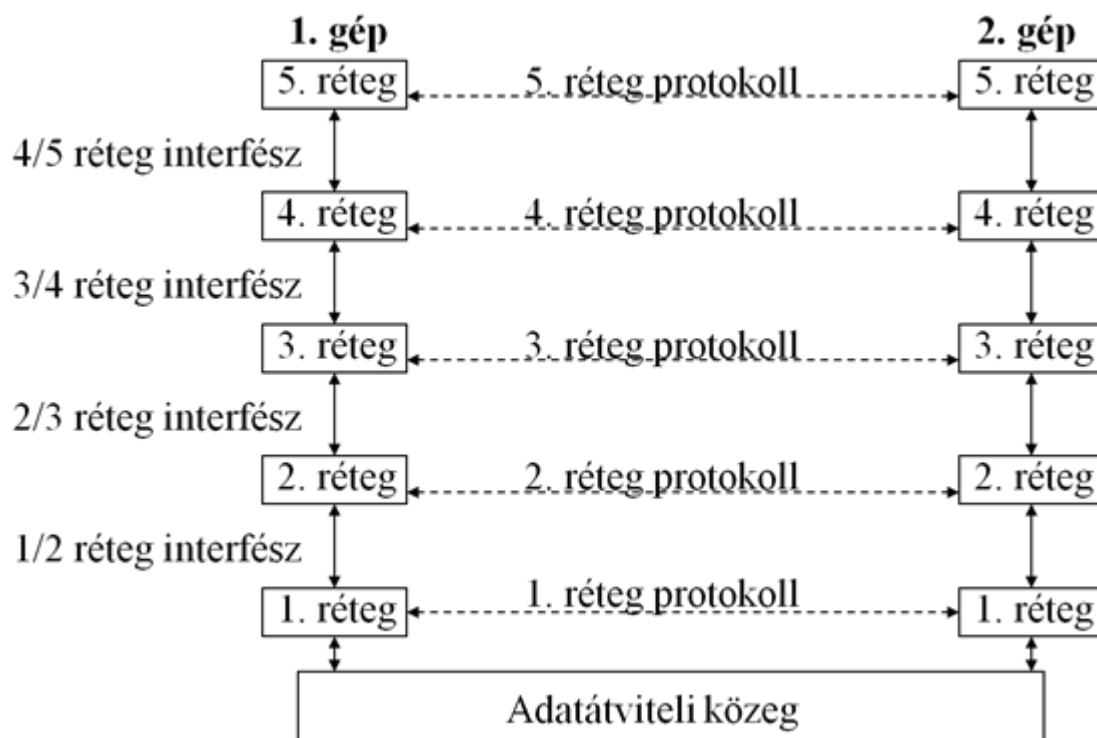 1. gép 2. gép
5. réteg 5. réteg protokoll 5. réteg
4/5 réteg interfész
4. réteg 4. réteg protokoll 4. réteg
3/4 réteg interfész
3. réteg 3. réteg protokoll 3. réteg
2/3 réteg interfész
2. réteg 2. réteg protokoll 2. réteg
1/2 réteg interfész
1. réteg 1. réteg protokoll 1. réteg
Adatátviteli közeg